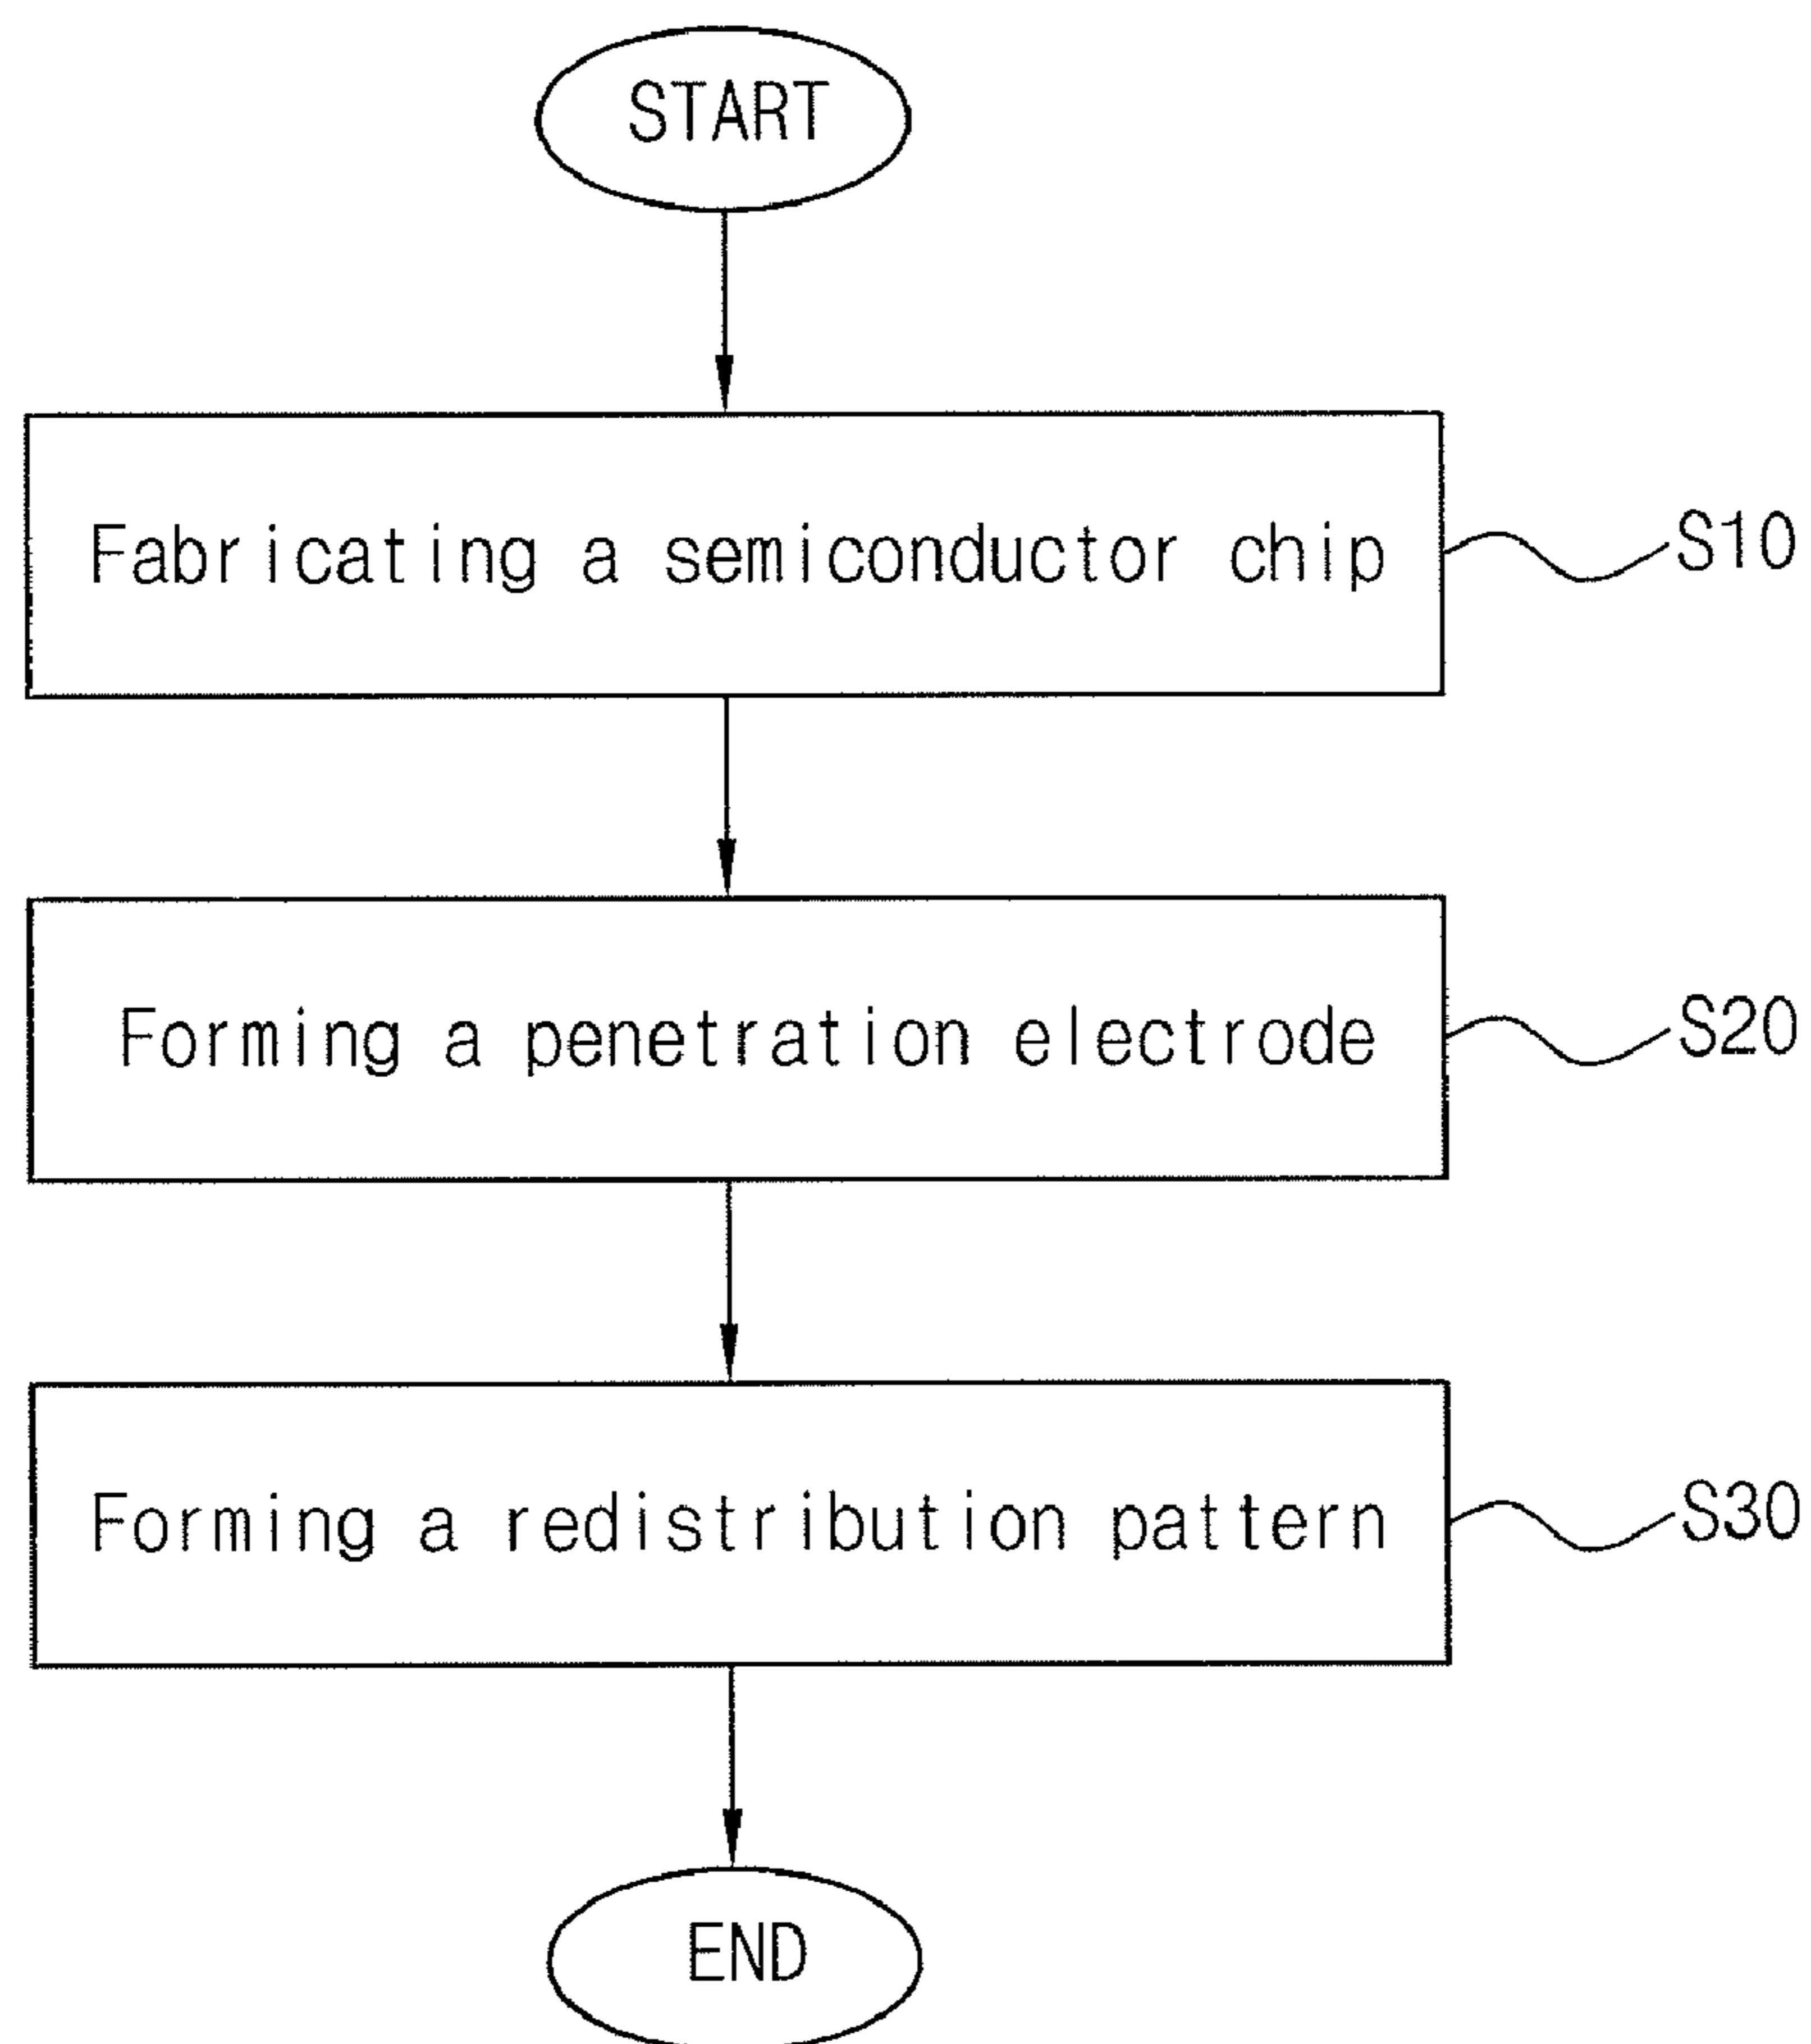 START
Fabricating a semiconductor chip
S10
Forming a penetration electrode
S20
Forming a redistribution pattern
S30
END